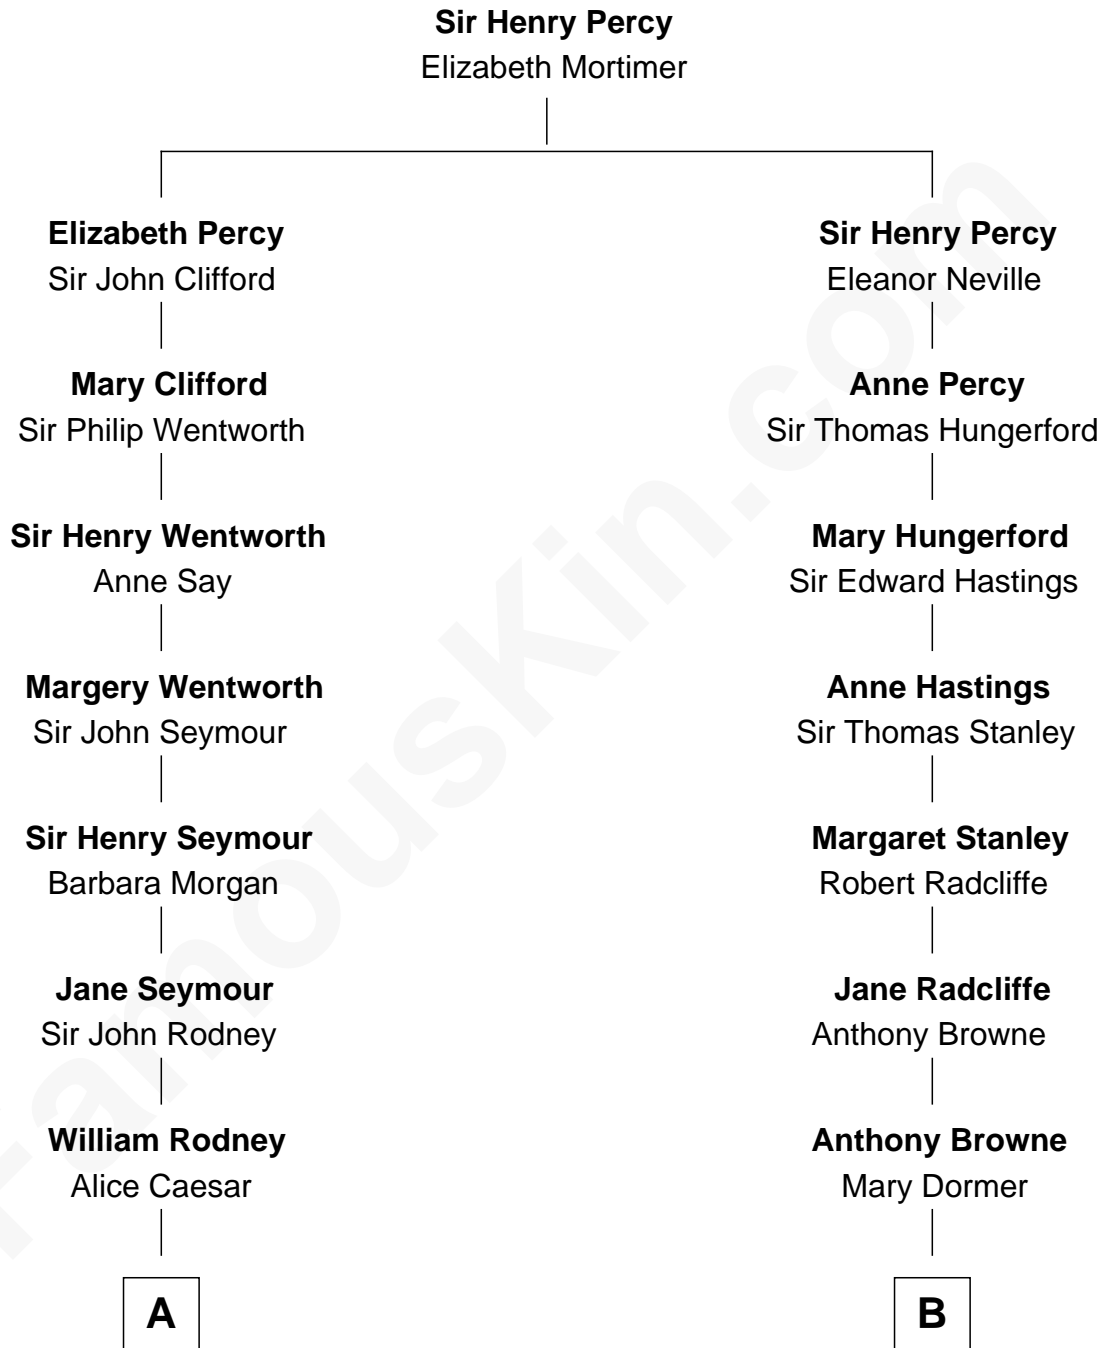 Sir Henry Percy
Elizabeth Mortimer
Elizabeth Percy
Sir John Clifford
Sir Henry Percy
Eleanor Neville
Mary Clifford
Sir Philip Wentworth
Anne Percy
Sir Thomas Hungerford
Sir Henry Wentworth
Anne Say
Mary Hungerford
Sir Edward Hastings
Margery Wentworth
Sir John Seymour
Anne Hastings
Sir Thomas Stanley
Sir Henry Seymour
Barbara Morgan
Margaret Stanley
Robert Radcliffe
Jane Seymour
Sir John Rodney
Jane Radcliffe
Anthony Browne
William Rodney
Alice Caesar
Anthony Browne
Mary Dormer
A
B
FamousKin.com